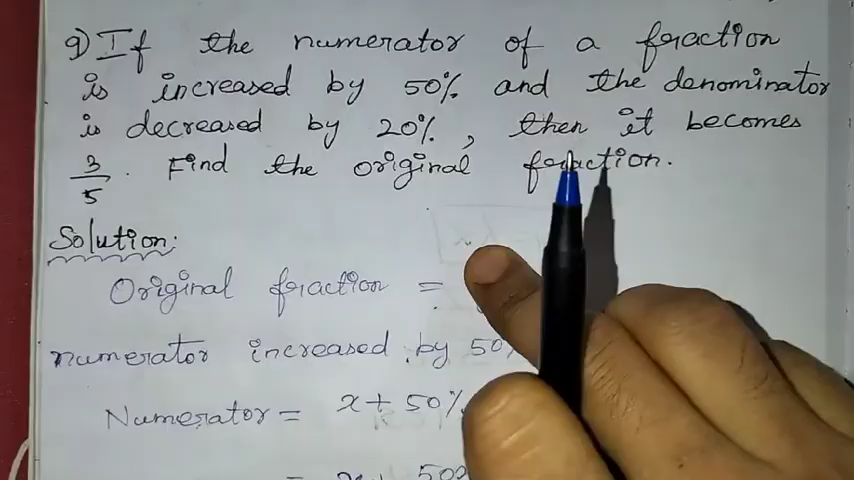 9) If the numerator of a fraction
is increased by 50% and the denominator
is decreased by 20%, then it becomes
3/5. Find the original fraction.
Solution:
Original fraction =
numerator increased by 50%
Numerator = x + 50%
= x + 50